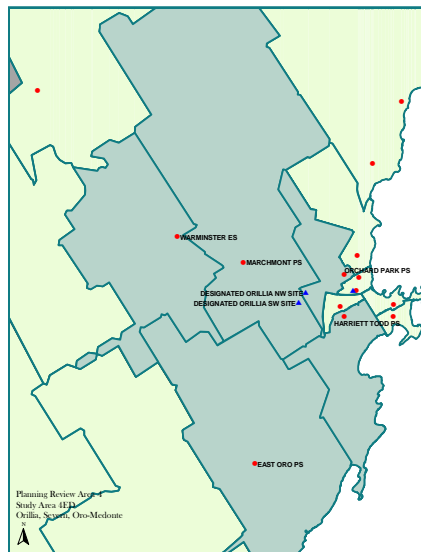 WARMINSTER ES
MARCHMONT PS
ORCHARD PARK PS
DESIGNATED ORILLIA NW SITE
DESIGNATED ORILLIA SW SITE
HARRIETT TODD PS
EAST ORO PS
Planning Review Area 4
Study Area 4ED
Orillia, Severn, Oro-Medonte
N